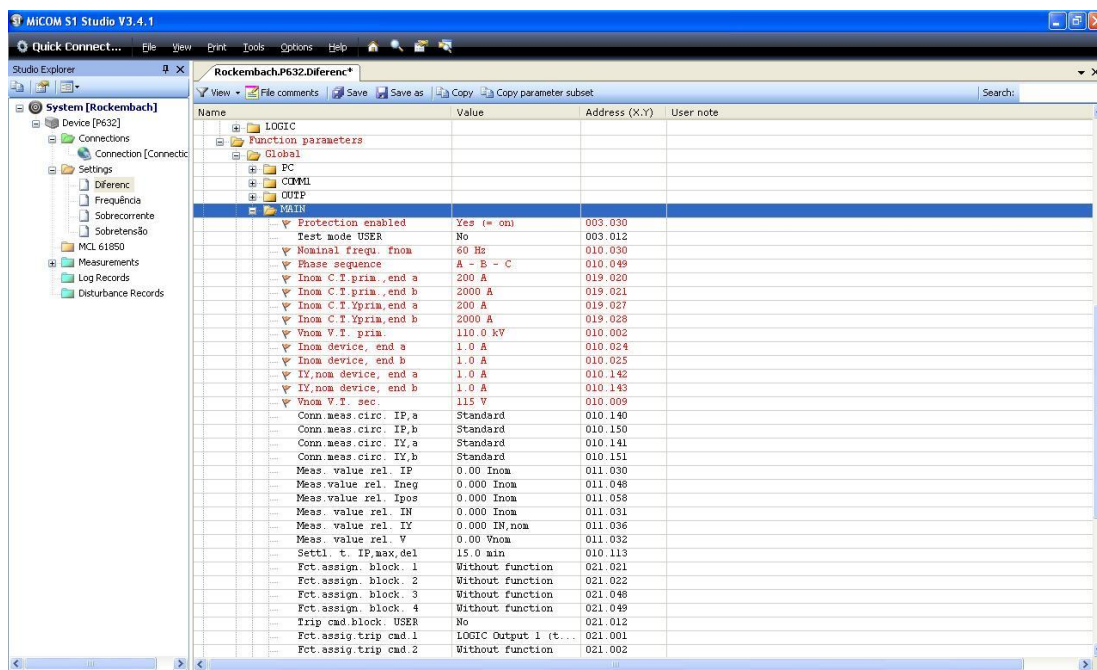 MiCOM S1 Studio V3.4.1
Quick Connect... File View Print Tools Options Help
Studio Explorer
Rockembach.P632.Diferenc*
View File comments Save Save as Copy Copy parameter subset Search:
System [Rockembach]
Device [P632]
Connections
Connection [Connectic
Settings
Diferenc
Frequência
Sobrecorrente
Sobretensão
MCL 61850
Measurements
Log Records
Disturbance Records
Name Value Address (X.Y) User note
LOGIC
Function parameters
Global
PC
COMM1
OUTP
MAIN
Protection enabled Yes (= on) 003.030
Test mode USER No 003.012
Nominal frequ. fnom 60 Hz 010.030
Phase sequence A - B - C 010.049
Inom C.T.prim.,end a 200 A 019.020
Inom C.T.prim.,end b 2000 A 019.021
Inom C.T.Yprim,end a 200 A 019.027
Inom C.T.Yprim,end b 2000 A 019.028
Vnom V.T. prim. 110.0 kV 010.002
Inom device, end a 1.0 A 010.024
Inom device, end b 1.0 A 010.025
IY,nom device, end a 1.0 A 010.142
IY,nom device, end b 1.0 A 010.143
Vnom V.T. sec. 115 V 010.009
Conn.meas.circ. IP,a Standard 010.140
Conn.meas.circ. IP,b Standard 010.150
Conn.meas.circ. IY,a Standard 010.141
Conn.meas.circ. IY,b Standard 010.151
Meas. value rel. IP 0.00 Inom 011.030
Meas.value rel. Ineg 0.000 Inom 011.048
Meas.value rel. Ipos 0.000 Inom 011.058
Meas. value rel. IN 0.000 Inom 011.031
Meas. value rel. IY 0.000 IN,nom 011.036
Meas. value rel. V 0.00 Vnom 011.032
Settl. t. IP,max,del 15.0 min 010.113
Fct.assign. block. 1 Without function 021.021
Fct.assign. block. 2 Without function 021.022
Fct.assign. block. 3 Without function 021.048
Fct.assign. block. 4 Without function 021.049
Trip cmd.block. USER No 021.012
Fct.assig.trip cmd.1 LOGIC Output 1 (t... 021.001
Fct.assig.trip cmd.2 Without function 021.002